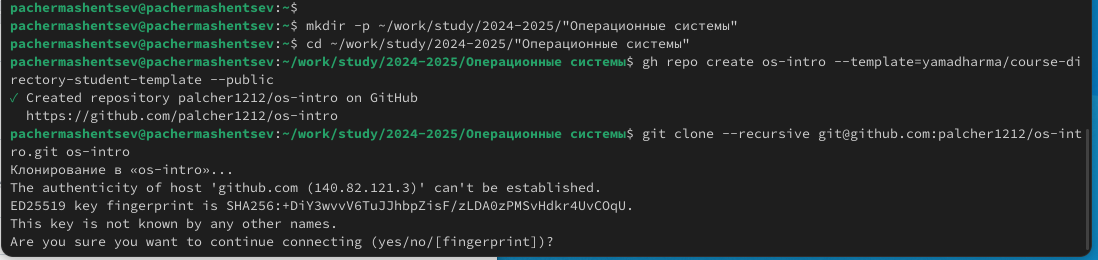 pachermashentsev@pachermashentsev:~$
pachermashentsev@pachermashentsev:~$ mkdir -p ~/work/study/2024-2025/"Операционные системы"
pachermashentsev@pachermashentsev:~$ cd ~/work/study/2024-2025/"Операционные системы"
pachermashentsev@pachermashentsev:~/work/study/2024-2025/Операционные системы$ gh repo create os-intro --template=yamadharma/course-di
rectory-student-template --public
✓ Created repository palcher1212/os-intro on GitHub
https://github.com/palcher1212/os-intro
pachermashentsev@pachermashentsev:~/work/study/2024-2025/Операционные системы$ git clone --recursive git@github.com:palcher1212/os-int
ro.git os-intro
Клонирование в «os-intro»...
The authenticity of host 'github.com (140.82.121.3)' can't be established.
ED25519 key fingerprint is SHA256:+DiY3wvvV6TuJJhbpZisF/zLDA0zPMSvHdkr4UvCOqU.
This key is not known by any other names.
Are you sure you want to continue connecting (yes/no/[fingerprint])?